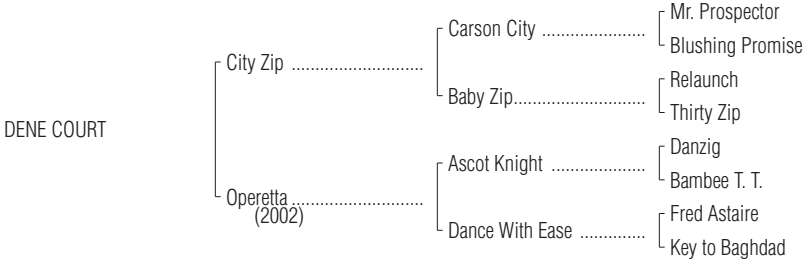 Mr. Prospector
Carson City ......................
Blushing Promise
City Zip ............................
Relaunch
Baby Zip............................
Thirty Zip
DENE COURT
Danzig
Ascot Knight ....................
Bambee T. T.
Operetta ............................
(2002)
Fred Astaire
Dance With Ease ..............
Key to Baghdad